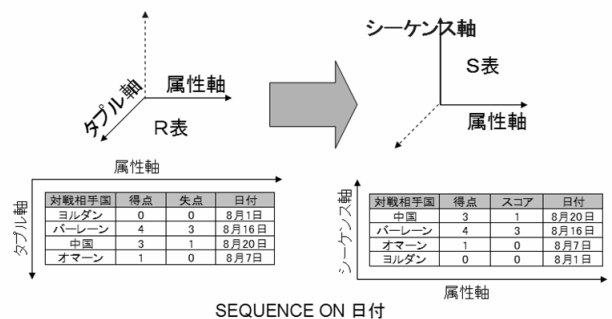 シーケンス軸
S表
属性軸
タプル軸
属性軸
R表
属性軸
タプル軸
対戦相手国 得点 失点 日付
ヨルダン 0 0 8月1日
バーレーン 4 3 8月16日
中国 3 1 8月20日
オマーン 1 0 8月7日
シーケンス軸
対戦相手国 得点 スコア 日付
中国 3 1 8月20日
バーレーン 4 3 8月16日
オマーン 1 0 8月7日
ヨルダン 0 0 8月1日
属性軸
SEQUENCE ON 日付